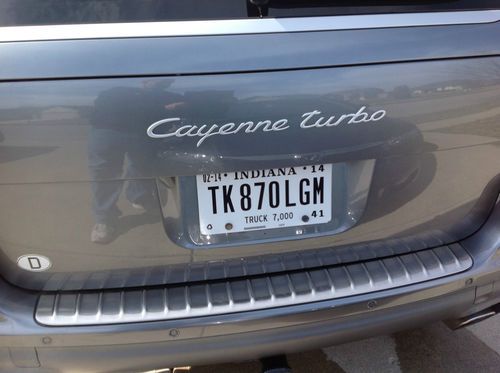 Cayenne turbo
02-14 INDIANA 14
TK870LGM
TRUCK 7,000 41
D